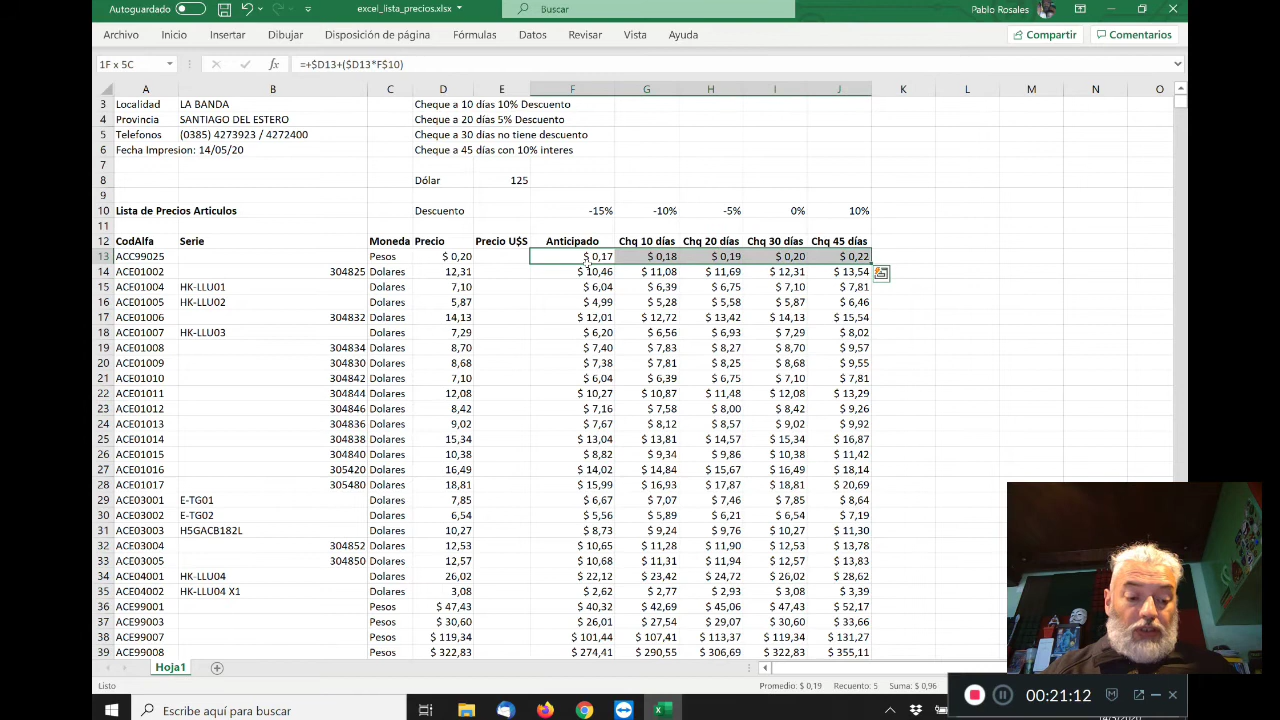 Autoguardado excel_lista_precios.xlsx Buscar Pablo Rosales
Archivo Inicio Insertar Dibujar Disposición de página Fórmulas Datos Revisar Vista Ayuda Compartir Comentarios
1F x 5C fx =+$D13+($D13*F$10)
A B C D E F G H I J K L M N O
3 Localidad LA BANDA Cheque a 10 días 10% Descuento
4 Provincia SANTIAGO DEL ESTERO Cheque a 20 días 5% Descuento
5 Telefonos (0385) 4273923 / 4272400 Cheque a 30 días no tiene descuento
6 Fecha Impresion: 14/05/20 Cheque a 45 días con 10% interes
7
8 Dólar 125
9
10 Lista de Precios Articulos Descuento -15% -10% -5% 0% 10%
11
12 CodAlfa Serie Moneda Precio Precio U$S Anticipado Chq 10 días Chq 20 días Chq 30 días Chq 45 días
13 ACC99025 Pesos $ 0,20 $ 0,17 $ 0,18 $ 0,19 $ 0,20 $ 0,22
14 ACE01002 304825 Dolares 12,31 $ 10,46 $ 11,08 $ 11,69 $ 12,31 $ 13,54
15 ACE01004 HK-LLU01 Dolares 7,10 $ 6,04 $ 6,39 $ 6,75 $ 7,10 $ 7,81
16 ACE01005 HK-LLU02 Dolares 5,87 $ 4,99 $ 5,28 $ 5,58 $ 5,87 $ 6,46
17 ACE01006 304832 Dolares 14,13 $ 12,01 $ 12,72 $ 13,42 $ 14,13 $ 15,54
18 ACE01007 HK-LLU03 Dolares 7,29 $ 6,20 $ 6,56 $ 6,93 $ 7,29 $ 8,02
19 ACE01008 304834 Dolares 8,70 $ 7,40 $ 7,83 $ 8,27 $ 8,70 $ 9,57
20 ACE01009 304836 Dolares 8,68 $ 7,38 $ 7,81 $ 8,25 $ 8,68 $ 9,55
21 ACE01010 304842 Dolares 7,10 $ 6,04 $ 6,39 $ 6,75 $ 7,10 $ 7,81
22 ACE01011 304844 Dolares 12,08 $ 10,27 $ 10,87 $ 11,48 $ 12,08 $ 13,29
23 ACE01012 304846 Dolares 8,42 $ 7,16 $ 7,58 $ 8,00 $ 8,42 $ 9,26
24 ACE01013 304836 Dolares 9,02 $ 7,67 $ 8,12 $ 8,57 $ 9,02 $ 9,92
25 ACE01014 304838 Dolares 15,34 $ 13,04 $ 13,81 $ 14,57 $ 15,34 $ 16,87
26 ACE01015 304840 Dolares 10,38 $ 8,82 $ 9,34 $ 9,86 $ 10,38 $ 11,42
27 ACE01016 305420 Dolares 16,49 $ 14,02 $ 14,84 $ 15,67 $ 16,49 $ 18,14
28 ACE01017 305480 Dolares 18,81 $ 15,99 $ 16,93 $ 17,87 $ 18,81 $ 20,69
29 ACE03001 E-TG01 Dolares 7,85 $ 6,67 $ 7,07 $ 7,46 $ 7,85 $ 8,64
30 ACE03002 E-TG02 Dolares 6,54 $ 5,56 $ 5,89 $ 6,21 $ 6,54 $ 7,19
31 ACE03003 H5GACB182L Dolares 10,27 $ 8,73 $ 9,24 $ 9,76 $ 10,27 $ 11,30
32 ACE03004 304852 Dolares 12,53 $ 10,65 $ 11,28 $ 11,90 $ 12,53 $ 13,78
33 ACE03005 304850 Dolares 12,57 $ 10,68 $ 11,31 $ 11,94 $ 12,57 $ 13,83
34 ACE04001 HK-LLU04 Dolares 26,02 $ 22,12 $ 23,42 $ 24,72 $ 26,02 $ 28,62
35 ACE04002 HK-LLU04 X1 Dolares 3,08 $ 2,62 $ 2,77 $ 2,93 $ 3,08 $ 3,39
36 ACE99001 Pesos $ 47,43 $ 40,32 $ 42,69 $ 45,06 $ 47,43 $ 52,17
37 ACE99003 Pesos $ 30,60 $ 26,01 $ 27,54 $ 29,07 $ 30,60 $ 33,66
38 ACE99007 Pesos $ 119,34 $ 101,44 $ 107,41 $ 113,37 $ 119,34 $ 131,27
39 ACE99008 Pesos $ 322,83 $ 274,41 $ 290,55 $ 306,69 $ 322,83 $ 355,11
Hoja1
Listo Promedio: $ 0,19 Recuento: 5 Suma: $ 0,96
00:21:12
Escribe aquí para buscar